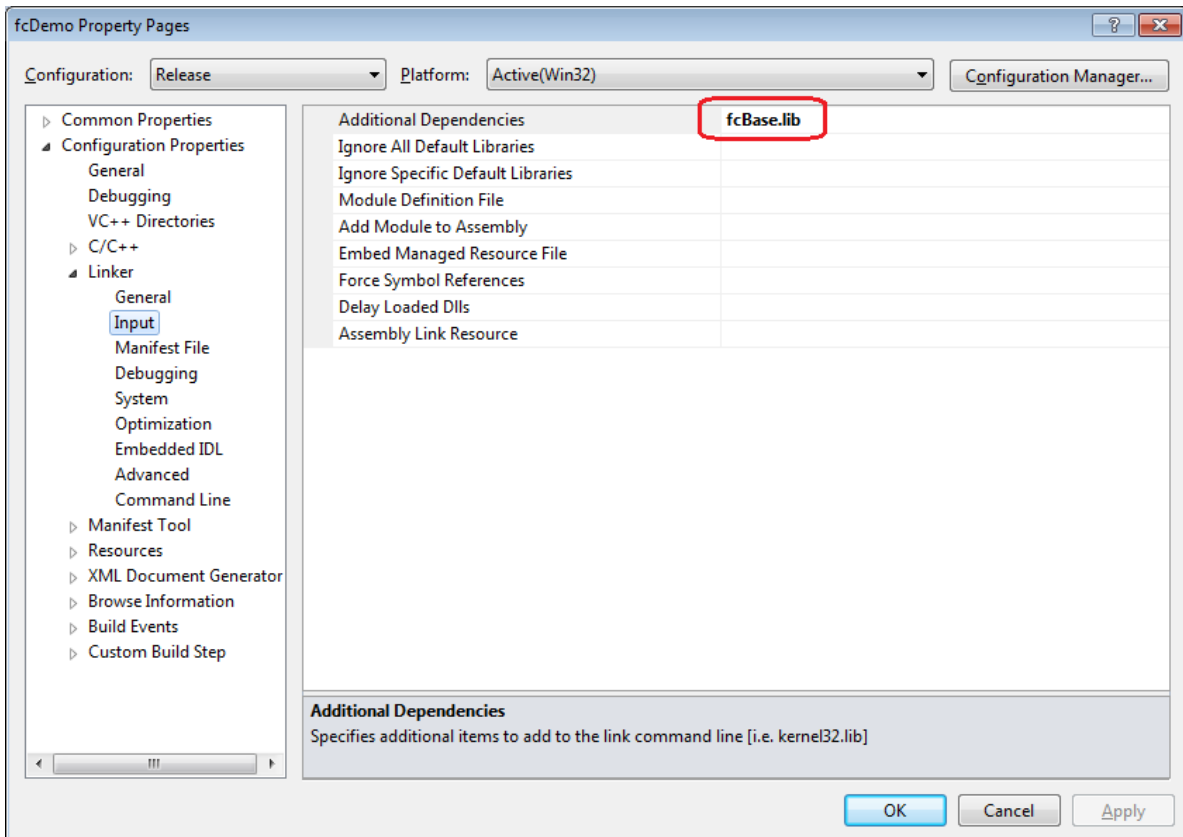 fcDemo Property Pages
Configuration: Release Platform: Active(Win32) Configuration Manager...
Common Properties
Configuration Properties
General
Debugging
VC++ Directories
C/C++
Linker
General
Input
Manifest File
Debugging
System
Optimization
Embedded IDL
Advanced
Command Line
Manifest Tool
Resources
XML Document Generator
Browse Information
Build Events
Custom Build Step
Additional Dependencies fcBase.lib
Ignore All Default Libraries
Ignore Specific Default Libraries
Module Definition File
Add Module to Assembly
Embed Managed Resource File
Force Symbol References
Delay Loaded Dlls
Assembly Link Resource
Additional Dependencies
Specifies additional items to add to the link command line [i.e. kernel32.lib]
OK Cancel Apply